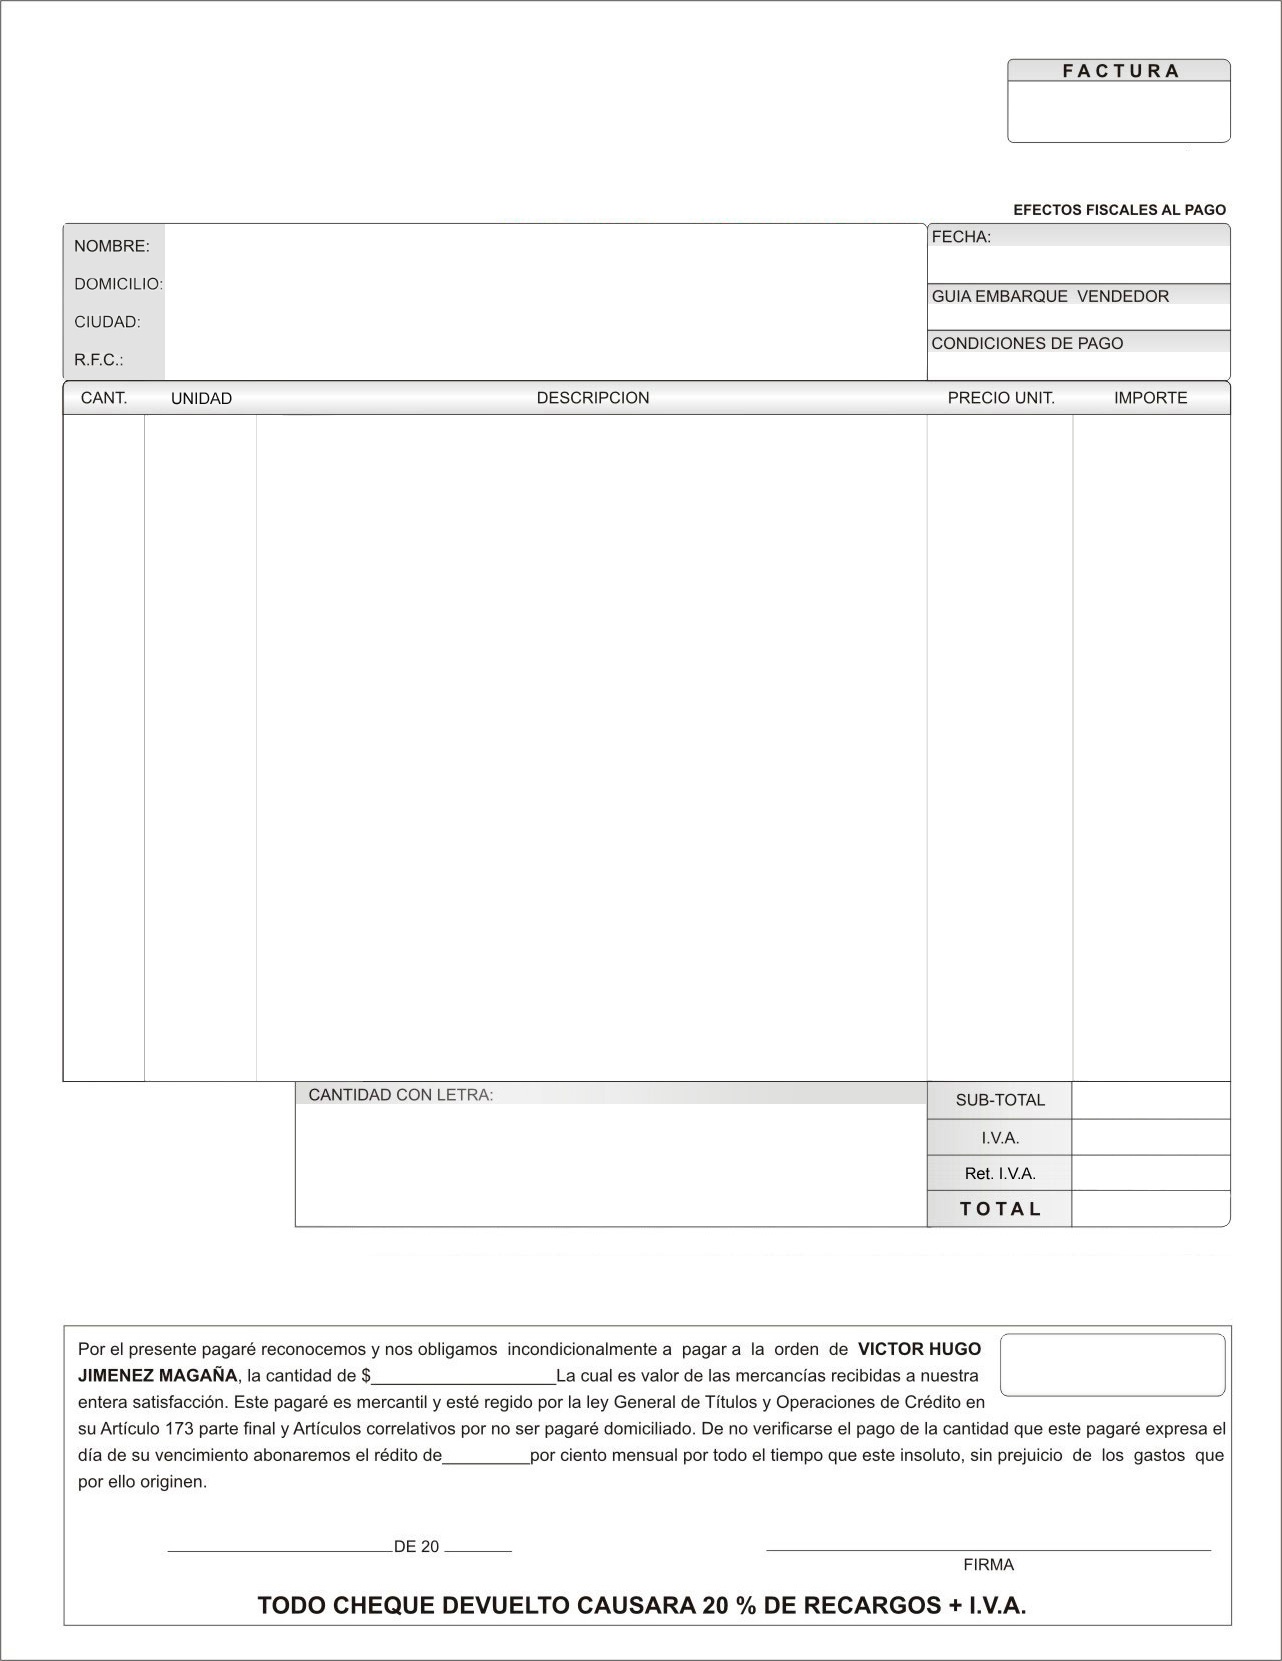 FACTURA
EFECTOS FISCALES AL PAGO
NOMBRE:
DOMICILIO:
CIUDAD:
R.F.C.:
FECHA:
GUIA EMBARQUE  VENDEDOR
CONDICIONES DE PAGO
CANT. UNIDAD DESCRIPCION PRECIO UNIT. IMPORTE
CANTIDAD CON LETRA:
SUB-TOTAL
I.V.A.
Ret. I.V.A.
TOTAL
Por el presente pagaré reconocemos y nos obligamos incondicionalmente a pagar a la orden de VICTOR HUGO
JIMENEZ MAGAÑA, la cantidad de $____________________La cual es valor de las mercancías recibidas a nuestra
entera satisfacción. Este pagaré es mercantil y esté regido por la ley General de Títulos y Operaciones de Crédito en
su Artículo 173 parte final y Artículos correlativos por no ser pagaré domiciliado. De no verificarse el pago de la cantidad que este pagaré expresa el
día de su vencimiento abonaremos el rédito de__________por ciento mensual por todo el tiempo que este insoluto, sin prejuicio de los gastos que
por ello originen.
_________________________DE 20 ________
FIRMA
TODO CHEQUE DEVUELTO CAUSARA 20 % DE RECARGOS + I.V.A.